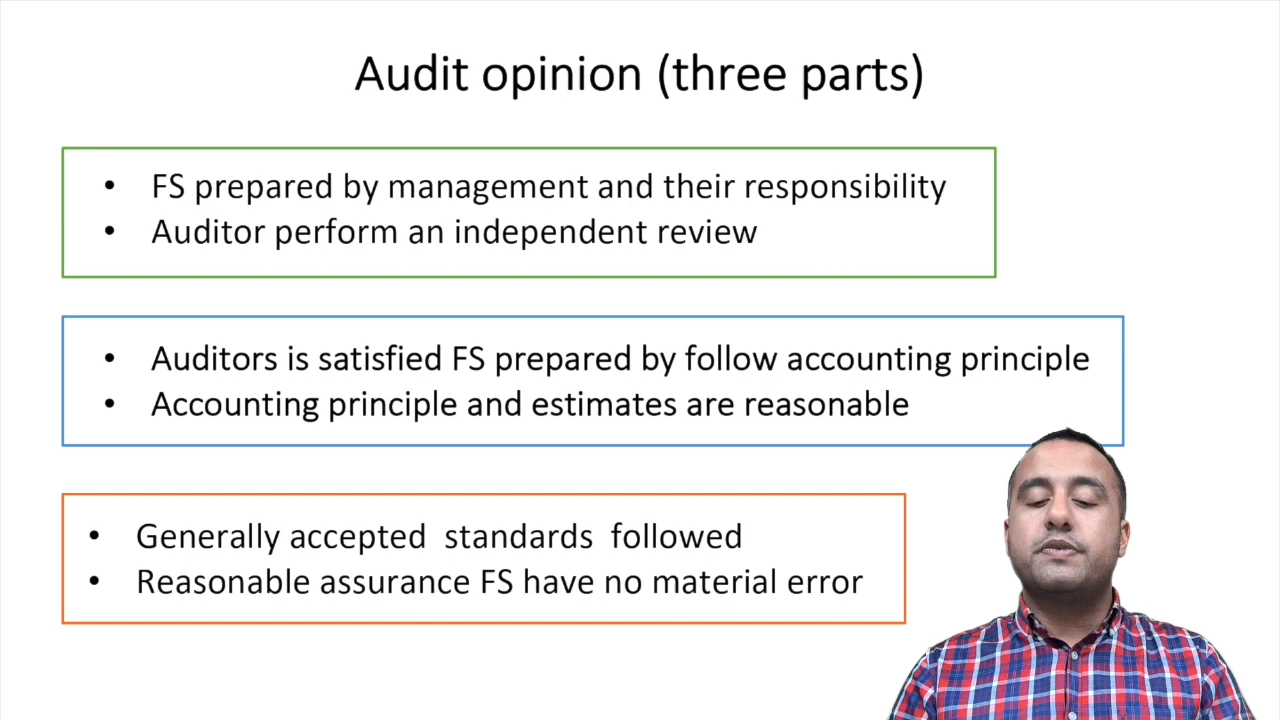 Audit opinion (three parts)
• FS prepared by management and their responsibility
• Auditor perform an independent review
• Auditors is satisfied FS prepared by follow accounting principle
• Accounting principle and estimates are reasonable
• Generally accepted  standards  followed
• Reasonable assurance FS have no material error